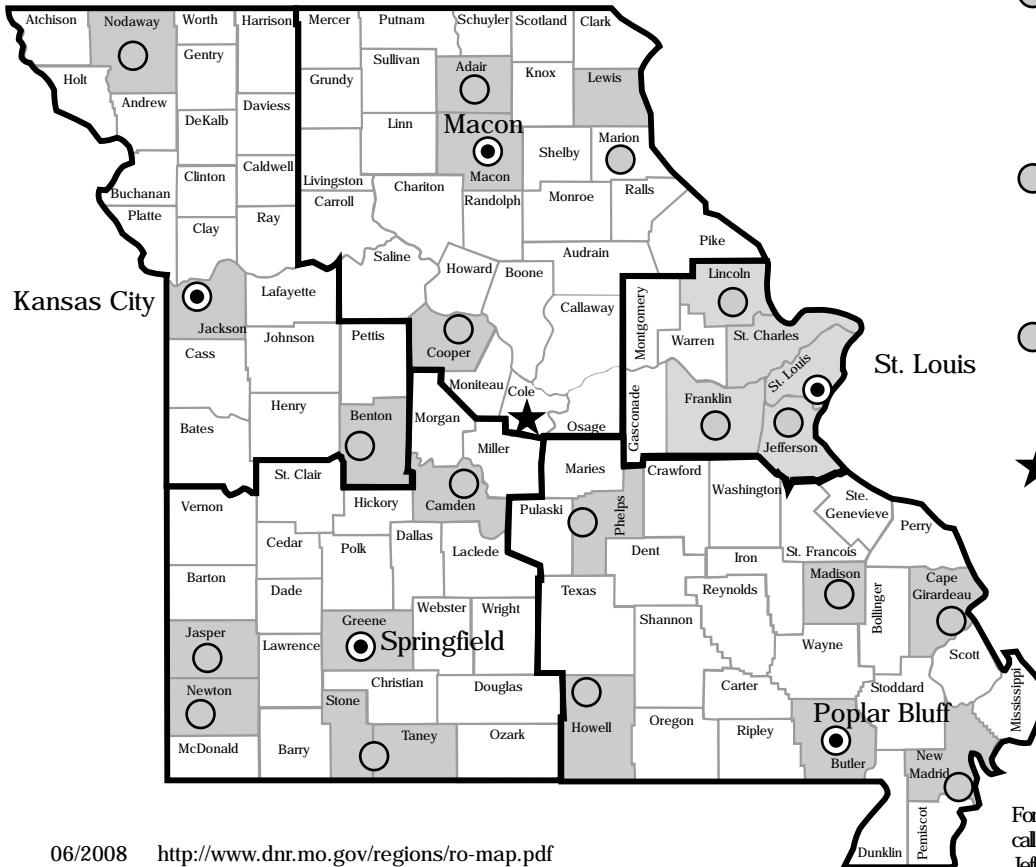 Atchison
Nodaway
Worth
Harrison
Mercer
Putnam
Schuyler
Scotland
Clark
Gentry
Sullivan
Adair
Knox
Lewis
Holt
Grundy
Andrew
DeKalb
Daviess
Linn
Macon
Macon
Shelby
Marion
Buchanan
Clinton
Caldwell
Livingston
Chariton
Randolph
Monroe
Ralls
Carroll
Platte
Clay
Ray
Pike
Saline
Howard
Boone
Audrain
Lincoln
Kansas City
Jackson
Lafayette
Callaway
Montgomery
Warren
St. Charles
Cass
Johnson
Pettis
Cooper
St. Louis
St. Louis
Moniteau
Cole
Gasconade
Franklin
Henry
Benton
Morgan
Osage
Bates
Miller
Jefferson
St. Clair
Maries
Crawford
Washington
Ste.
Genevieve
Vernon
Hickory
Camden
Pulaski
Phelps
Perry
Cedar
Polk
Dallas
Laclede
Dent
Iron
St. Francois
Barton
Dade
Texas
Reynolds
Madison
Bollinger
Cape
Girardeau
Webster
Wright
Shannon
Jasper
Lawrence
Greene
Springfield
Wayne
Scott
Mississippi
Newton
Christian
Douglas
Carter
Stoddard
Stone
Howell
Oregon
Ripley
Poplar Bluff
Butler
McDonald
Barry
Taney
Ozark
New
Madrid
Dunklin
Pemiscot
For
call
06/2008 http://www.dnr.mo.gov/regions/ro-map.pdf